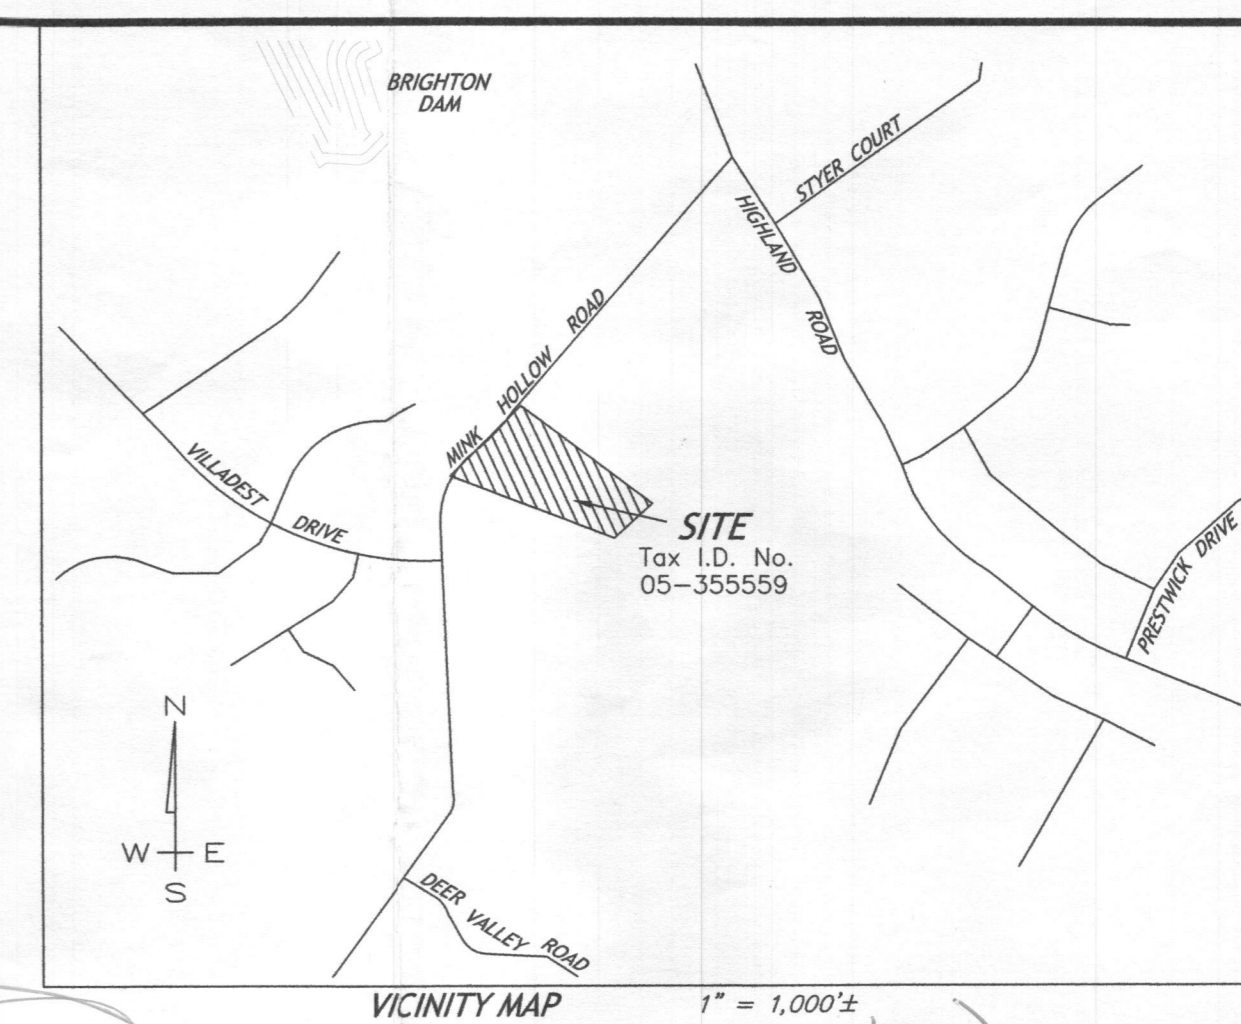 BRIGHTON
DAM
STYER COURT
HIGHLAND ROAD
MINK HOLLOW ROAD
VILLADEST DRIVE
SITE
Tax I.D. No.
05-355559
PRESTWICK DRIVE
N
W E
S
DEER VALLEY ROAD
VICINITY MAP 1" = 1,000'±